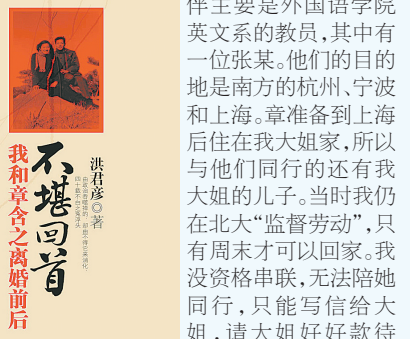 不堪回首
我和章含之离婚前后
洪君彦◎著
伴主要是外国语学院
英文系的教员，其中有
一位张某。他们的目的
地是南方的杭州、宁波
和上海。章准备到上海
后住在我大姐家，所以
与他们同行的还有我
大姐的儿子。当时我仍
在北大“监督劳动”，只
有周末才可以回家。我
没资格串联，无法陪她
同行，只能写信给大
姐，请大姐好好款待